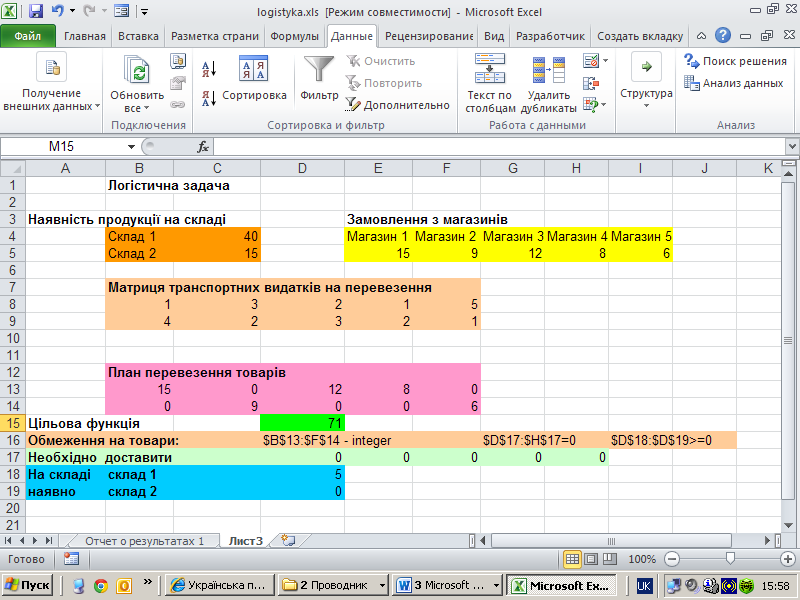 logistyka.xls [Режим совместимости] - Microsoft Excel
Файл Главная Вставка Разметка страни Формулы Данные Рецензирование Вид Разработчик Создать вкладку
Получение внешних данных
Обновить все
Подключения
Сортировка
Фильтр
Очистить
Повторить
Дополнительно
Сортировка и фильтр
Текст по столбцам
Удалить дубликаты
Работа с данными
Структура
Поиск решения
Анализ данных
Анализ
M15 fx
A B C D E F G H I J K
1 Логістична задача
2
3 Наявність продукції на складі Замовлення з магазинів
4 Склад 1 40 Магазин 1 Магазин 2 Магазин 3 Магазин 4 Магазин 5
5 Склад 2 15 15 9 12 8 6
6
7 Матриця транспортних видатків на перевезення
8 1 3 2 1 5
9 4 2 3 2 1
10
11
12 План перевезення товарів
13 15 0 12 8 0
14 0 9 0 0 6
15 Цільова функція 71
16 Обмеження на товари: $B$13:$F$14 - integer $D$17:$H$17=0 $D$18:$D$19>=0
17 Необхідно доставити 0 0 0 0 0
18 На складі склад 1 5
19 наявно склад 2 0
20
21
Отчет о результатах 1 Лист3
Готово 100%
Пуск » Українська п... 2 Проводник 3 Microsoft ... Microsoft Ex... UK 15:58